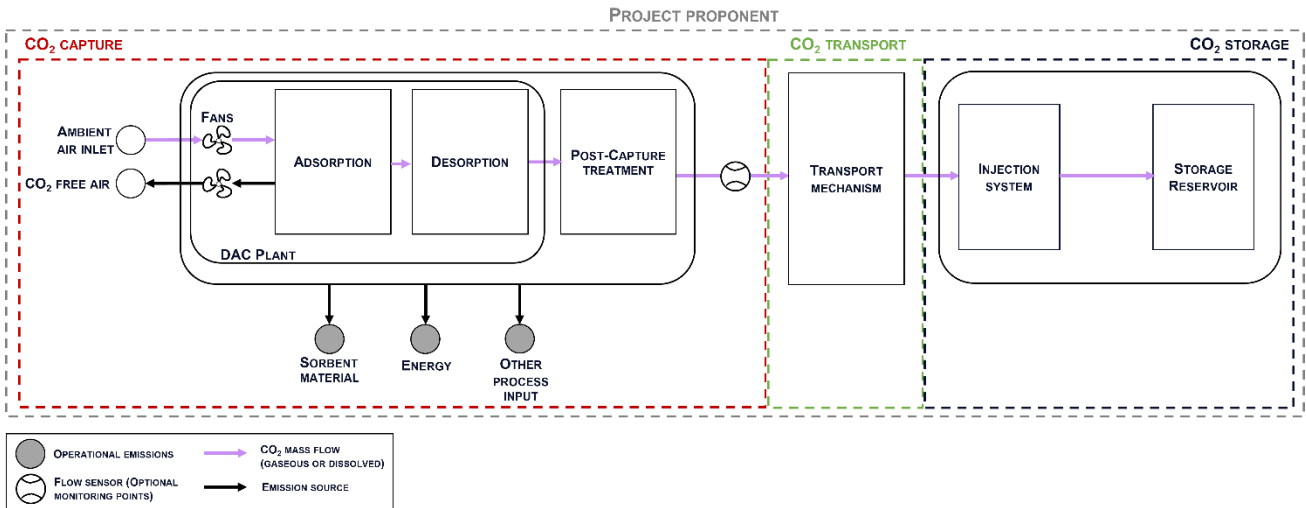 PROJECT PROPONENT
CO₂ CAPTURE
CO₂ TRANSPORT
CO₂ STORAGE
AMBIENT
AIR INLET
CO₂ FREE AIR
FANS
ADSORPTION
DESORPTION
DAC PLANT
POST-CAPTURE
TREATMENT
TRANSPORT
MECHANISM
INJECTION
SYSTEM
STORAGE
RESERVOIR
SORBENT
MATERIAL
ENERGY
OTHER
PROCESS
INPUT
OPERATIONAL EMISSIONS
CO₂ MASS FLOW
(GASEOUS OR DISSOLVED)
FLOW SENSOR (OPTIONAL
MONITORING POINTS)
EMISSION SOURCE